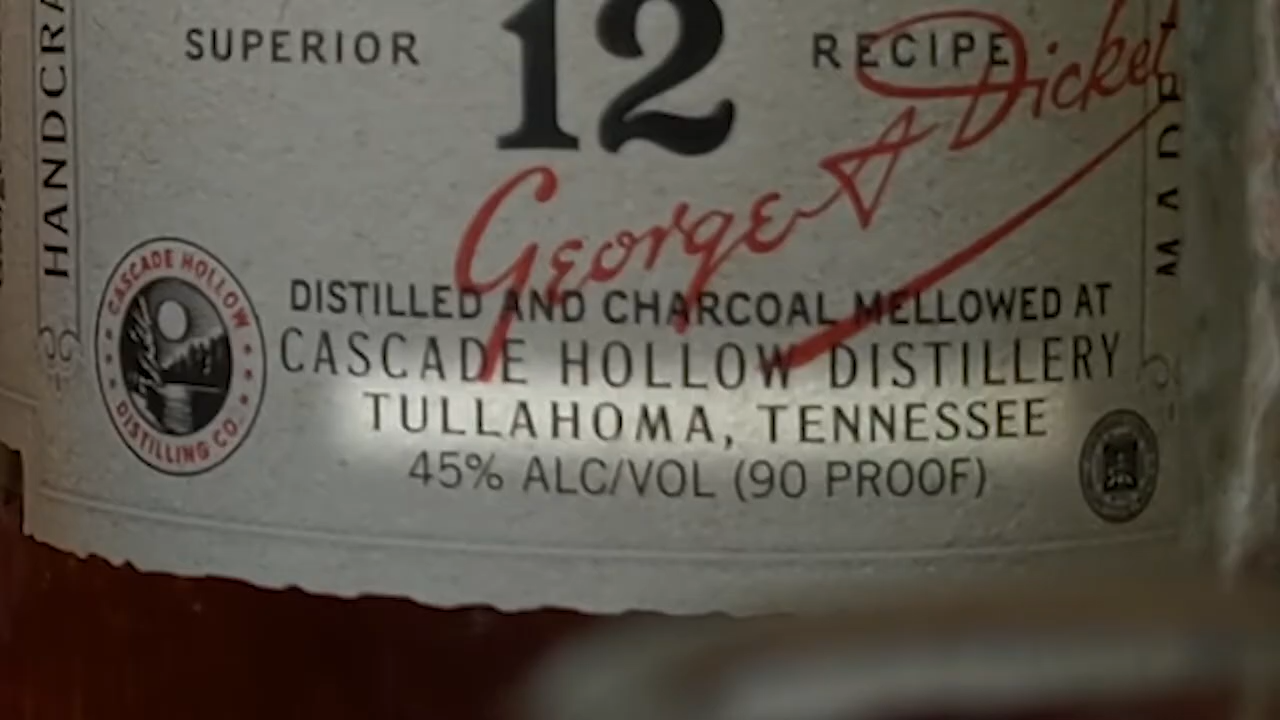 HANDCRA
SUPERIOR 12 RECIPE
George A Dickel
DISTILLED AND CHARCOAL MELLOWED AT
CASCADE HOLLOW DISTILLERY
TULLAHOMA, TENNESSEE
45% ALC/VOL (90 PROOF)
CASCADE HOLLOW
DISTILLING CO.
MADE